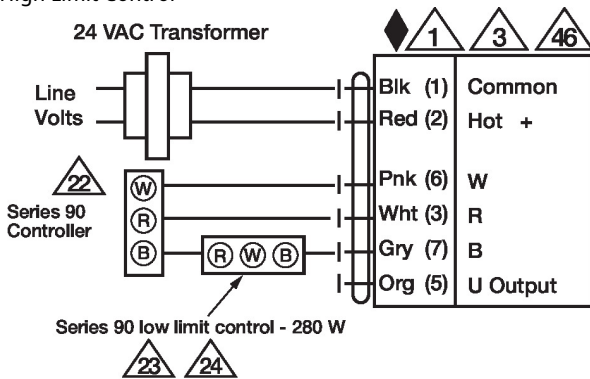 High Limit Control
24 VAC Transformer
1 3 46
Line Volts
Blk (1) Common
Red (2) Hot +
22
Series 90
Controller
W
R
B
R W B
Pnk (6) W
Wht (3) R
Gry (7) B
Org (5) U Output
Series 90 low limit control - 280 W
23 24